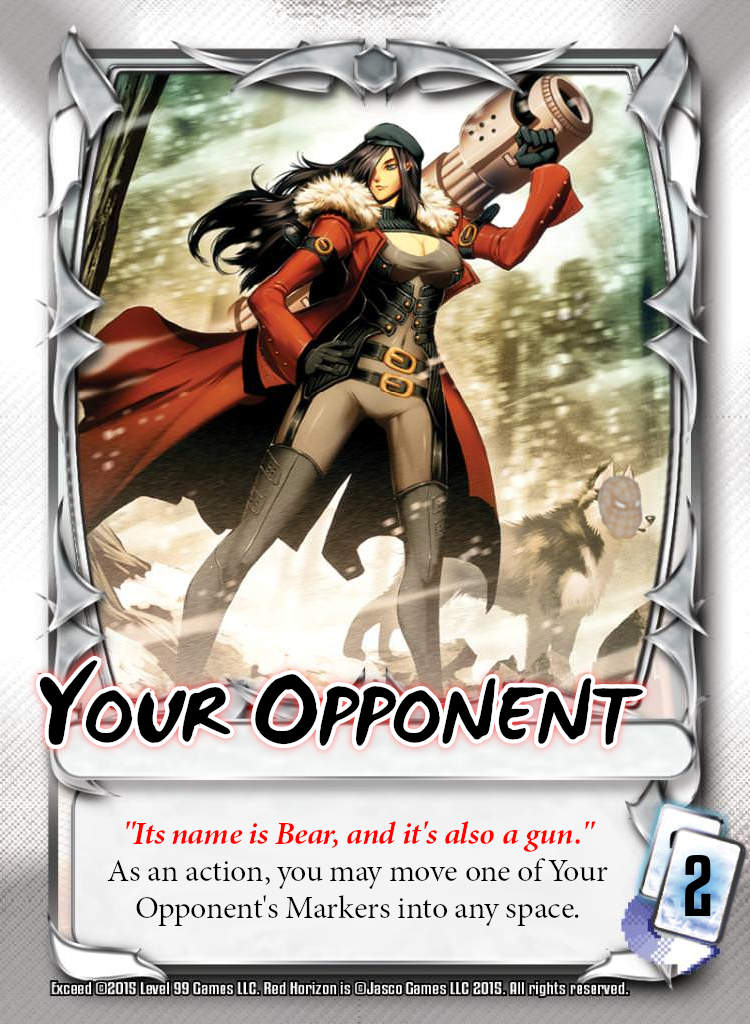 Your Opponent
"Its name is Bear, and it's also a gun."
As an action, you may move one of Your
Opponent's Markers into any space.
2
Exceed ©2015 Level 99 Games LLC. Red Horizon is ©Jasco Games LLC 2015. All rights reserved.